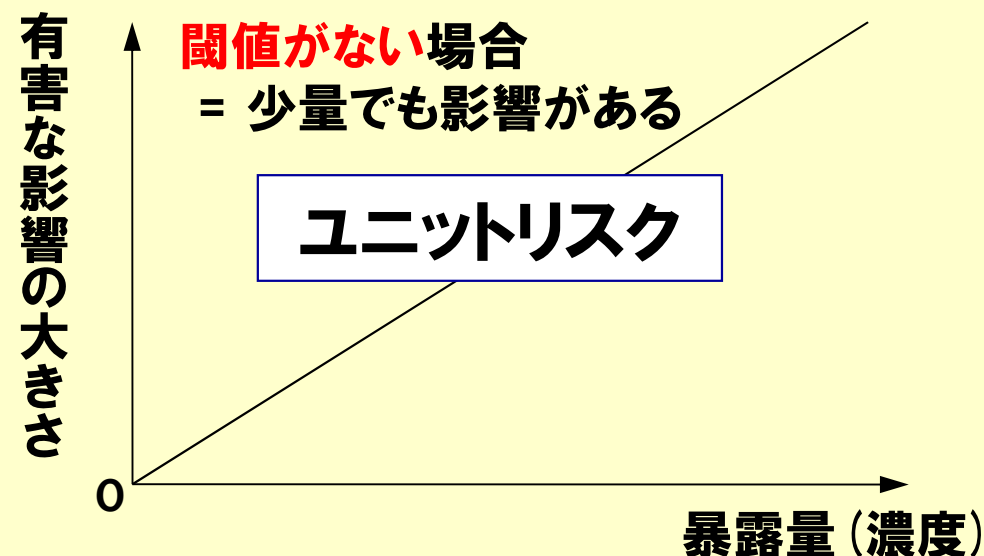 有害な影響の大きさ
閾値がない場合
= 少量でも影響がある
ユニットリスク
0
暴露量(濃度)